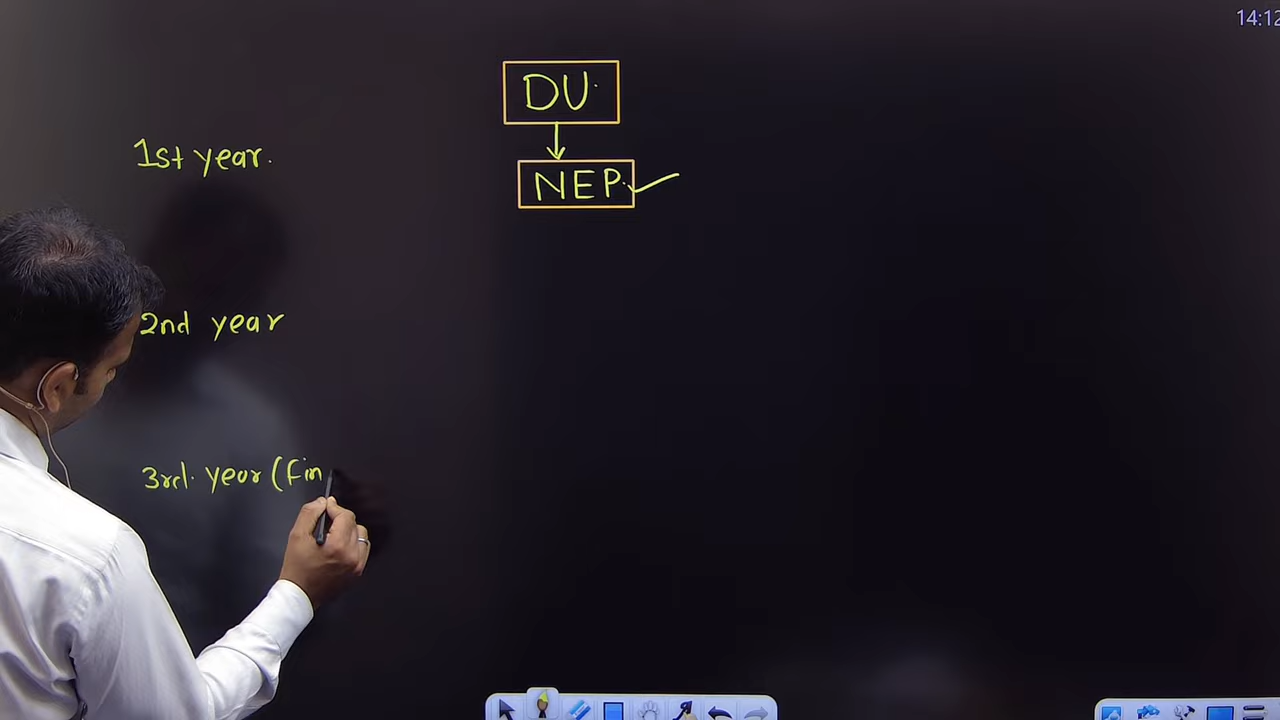 14:12
DU.
1st year.
NEP.
2nd year
3rd. year (Fin